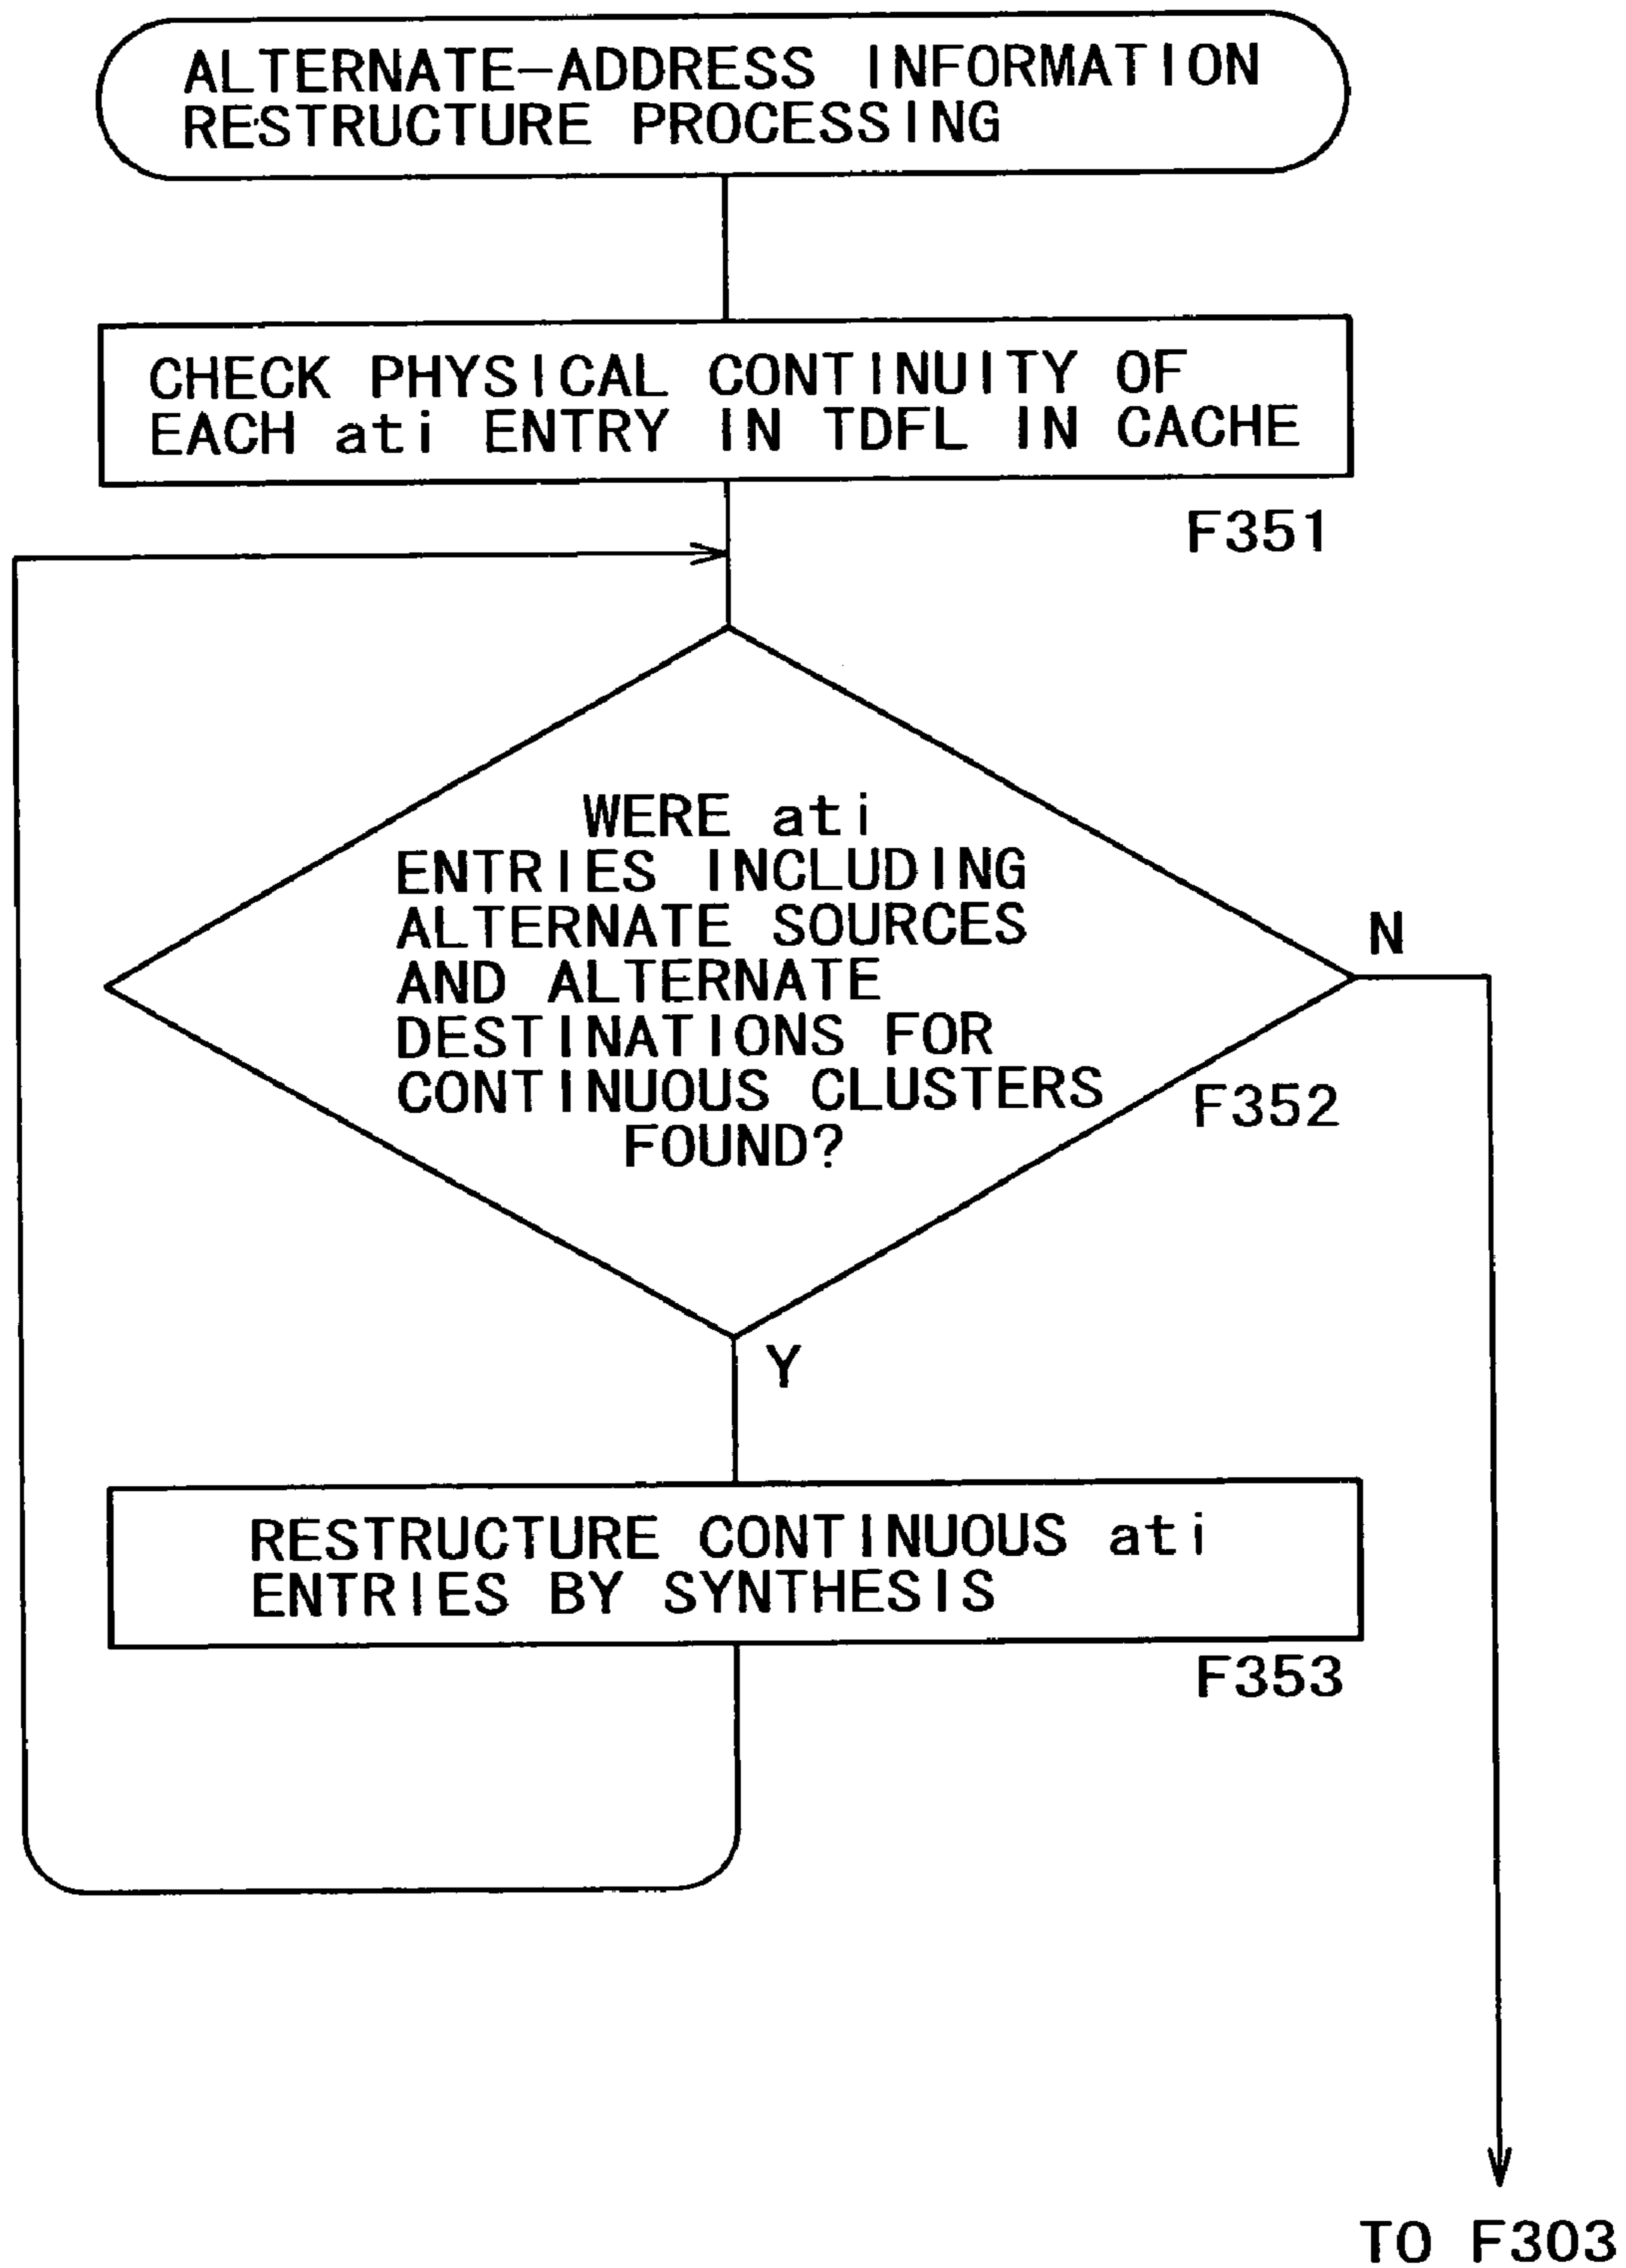 ALTERNATE-ADDRESS INFORMATION
RESTRUCTURE PROCESSING
CHECK PHYSICAL CONTINUITY OF
EACH ati ENTRY IN TDFL IN CACHE
F351
WERE ati
ENTRIES INCLUDING
ALTERNATE SOURCES
AND ALTERNATE
DESTINATIONS FOR
CONTINUOUS CLUSTERS
FOUND?
N
F352
Y
RESTRUCTURE CONTINUOUS ati
ENTRIES BY SYNTHESIS
F353
TO F303